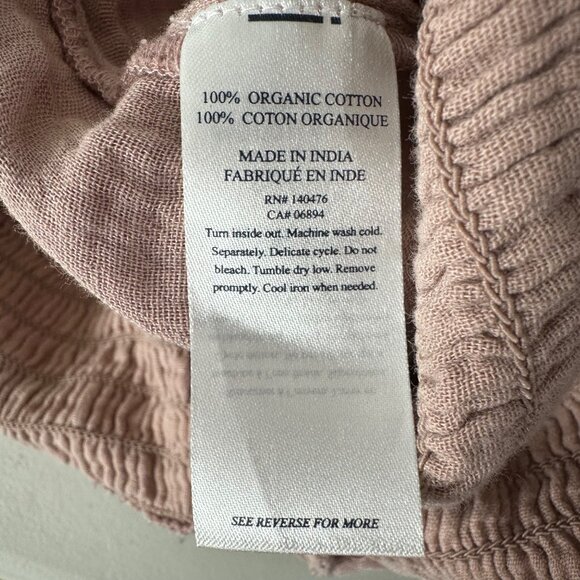 100% ORGANIC COTTON
100% COTON ORGANIQUE
MADE IN INDIA
FABRIQUÉ EN INDE
RN# 140476
CA# 06894
Turn inside out. Machine wash cold.
Separately. Delicate cycle. Do not
bleach. Tumble dry low. Remove
promptly. Cool iron when needed.
SEE REVERSE FOR MORE